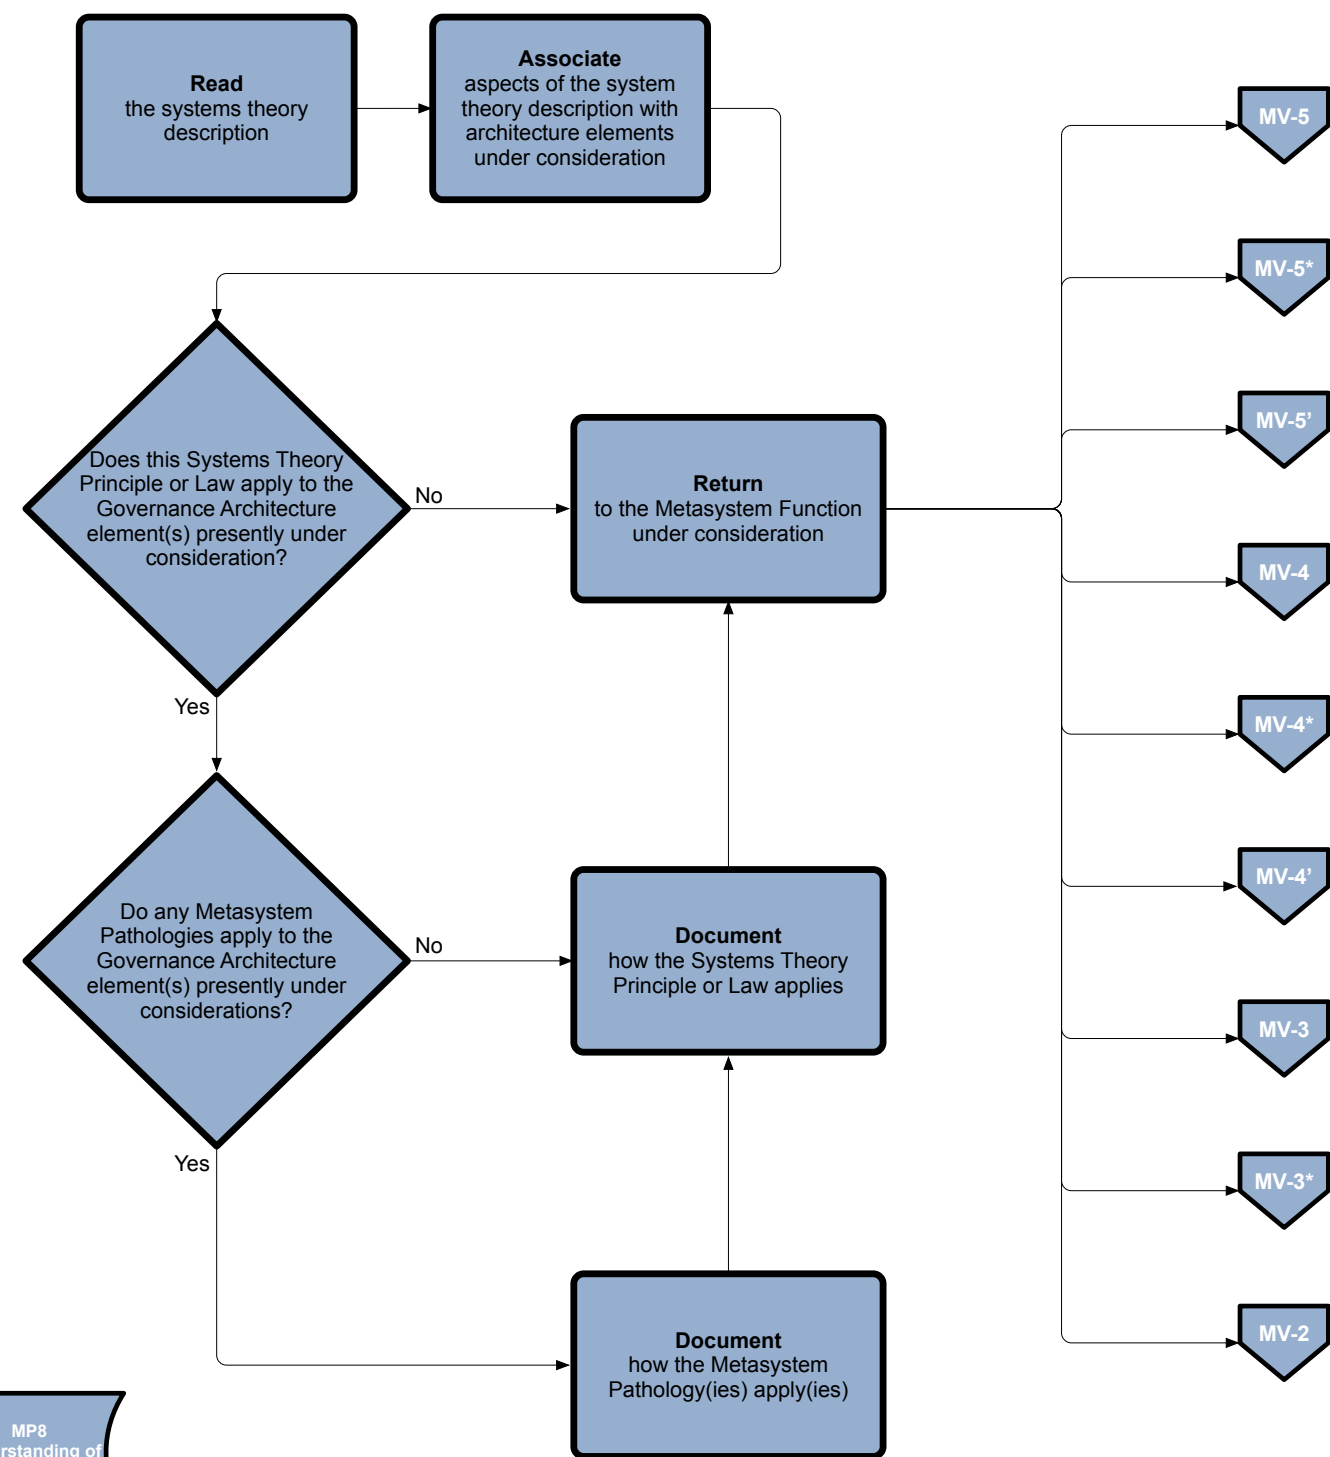 Read
the systems theory
description
Associate
aspects of the system
theory description with
architecture elements
under consideration
MV-5
MV-5*
MV-5’
Does this Systems Theory
Principle or Law apply to the
Governance Architecture
element(s) presently under
consideration?
No
Return
to the Metasystem Function
under consideration
MV-4
Yes
MV-4*
MV-4’
Do any Metasystem
Pathologies apply to the
Governance Architecture
element(s) presently under
considerations?
No
Document
how the Systems Theory
Principle or Law applies
MV-3
Yes
MV-3*
MV-2
Document
how the Metasystem
Pathology(ies) apply(ies)
MP8
of